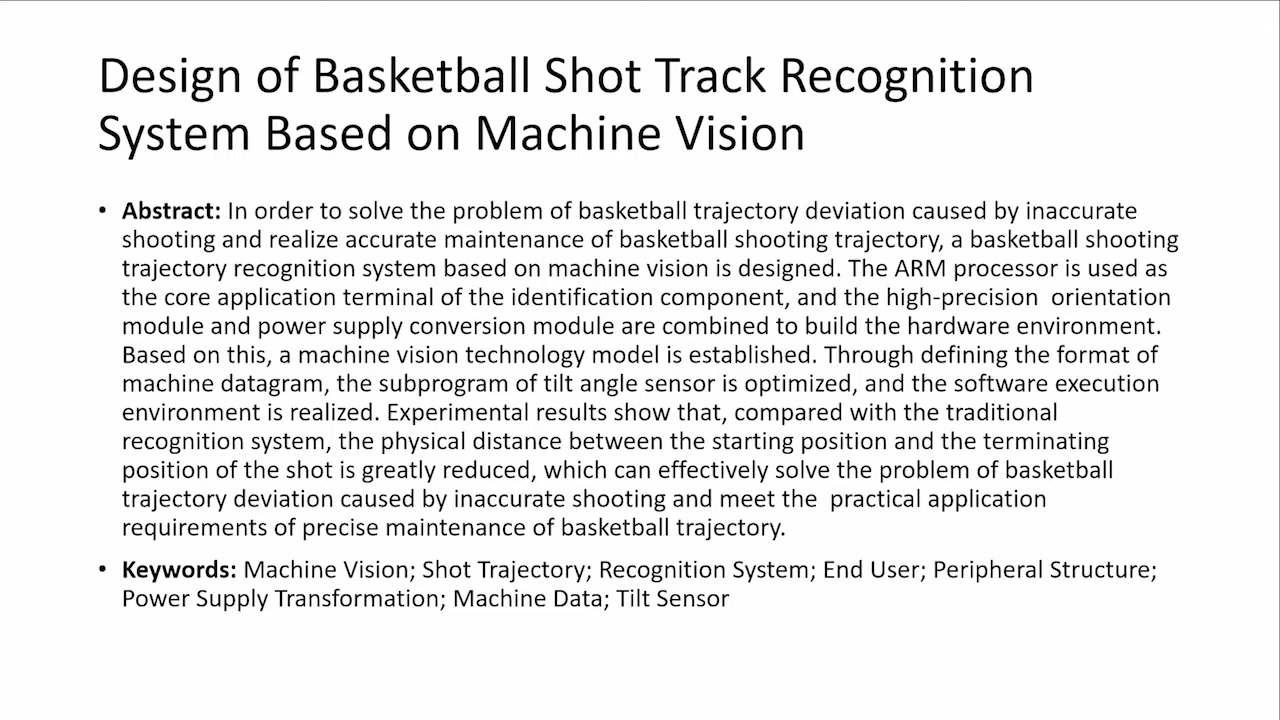 Design of Basketball Shot Track Recognition
System Based on Machine Vision
• Abstract: In order to solve the problem of basketball trajectory deviation caused by inaccurate
shooting and realize accurate maintenance of basketball shooting trajectory, a basketball shooting
trajectory recognition system based on machine vision is designed. The ARM processor is used as
the core application terminal of the identification component, and the high-precision  orientation
module and power supply conversion module are combined to build the hardware environment.
Based on this, a machine vision technology model is established. Through defining the format of
machine datagram, the subprogram of tilt angle sensor is optimized, and the software execution
environment is realized. Experimental results show that, compared with the traditional
recognition system, the physical distance between the starting position and the terminating
position of the shot is greatly reduced, which can effectively solve the problem of basketball
trajectory deviation caused by inaccurate shooting and meet the  practical application
requirements of precise maintenance of basketball trajectory.
• Keywords: Machine Vision; Shot Trajectory; Recognition System; End User; Peripheral Structure;
Power Supply Transformation; Machine Data; Tilt Sensor